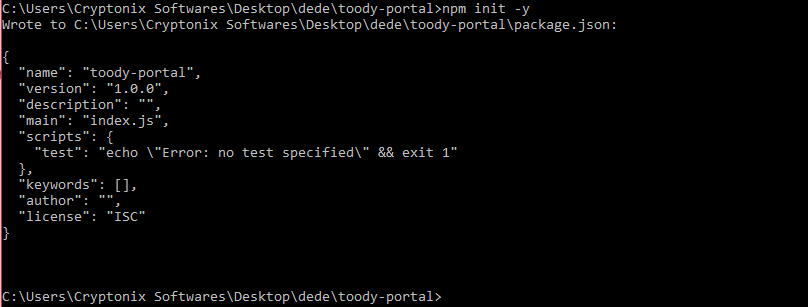 C:\Users\Cryptonix Softwares\Desktop\dede\toody-portal>npm init -y
Wrote to C:\Users\Cryptonix Softwares\Desktop\dede\toody-portal\package.json:
{
  "name": "toody-portal",
  "version": "1.0.0",
  "description": "",
  "main": "index.js",
  "scripts": {
    "test": "echo \"Error: no test specified\" && exit 1"
  },
  "keywords": [],
  "author": "",
  "license": "ISC"
}
C:\Users\Cryptonix Softwares\Desktop\dede\toody-portal>